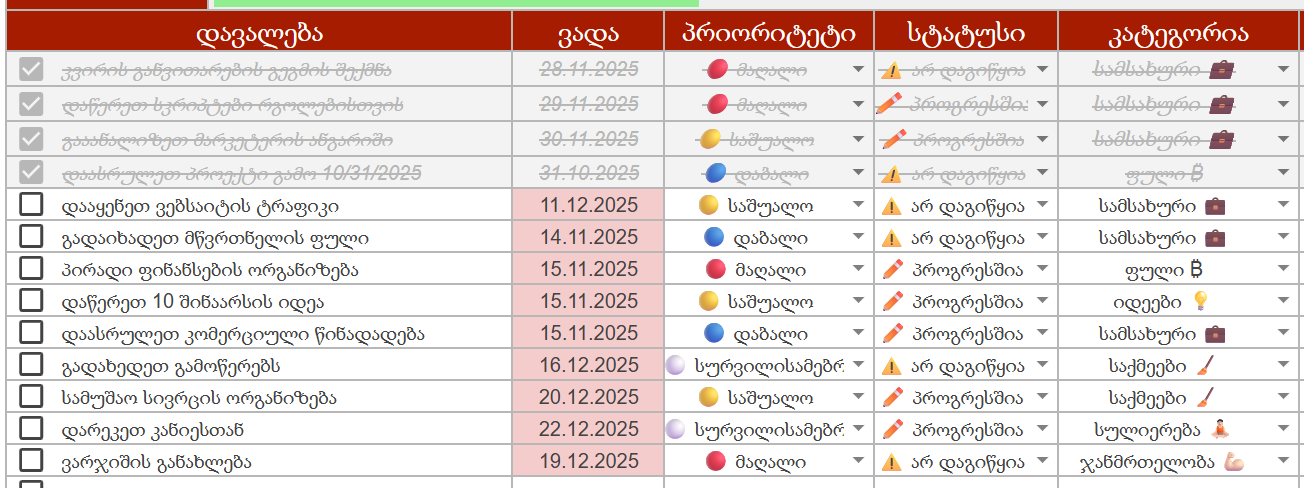 დავალება ვადა პრიორიტეტი სტატუსი კატეგორია
კვირის განვითარების გეგმის შექმნა 28.11.2025 მაღალი არ დაგიწყია სამსახური
დაწერეთ სკრიპტები რგოლებისთვის 29.11.2025 მაღალი პროგრესშია სამსახური
გააანალიზეთ მარკეტერის ანგარიში 30.11.2025 საშუალო პროგრესშია სამსახური
დაასრულეთ პროექტი გამო 10/31/2025 31.10.2025 დაბალი არ დაგიწყია ფული ₿
დააყენეთ ვებსაიტის ტრაფიკი 11.12.2025 საშუალო არ დაგიწყია სამსახური
გადაიხადეთ მწვრთნელის ფული 14.11.2025 დაბალი არ დაგიწყია სამსახური
პირადი ფინანსების ორგანიზება 15.11.2025 მაღალი პროგრესშია ფული ₿
დაწერეთ 10 შინაარსის იდეა 15.11.2025 საშუალო პროგრესშია იდეები
დაასრულეთ კომერციული წინადადება 15.11.2025 დაბალი პროგრესშია სამსახური
გადახედეთ გამოწერებს 16.12.2025 სურვილისამებრ არ დაგიწყია საქმეები
სამუშაო სივრცის ორგანიზება 20.12.2025 საშუალო პროგრესშია საქმეები
დარეკეთ კანიესთან 22.12.2025 სურვილისამებრ პროგრესშია სულიერება
ვარჯიშის განახლება 19.12.2025 მაღალი არ დაგიწყია ჯანმრთელობა